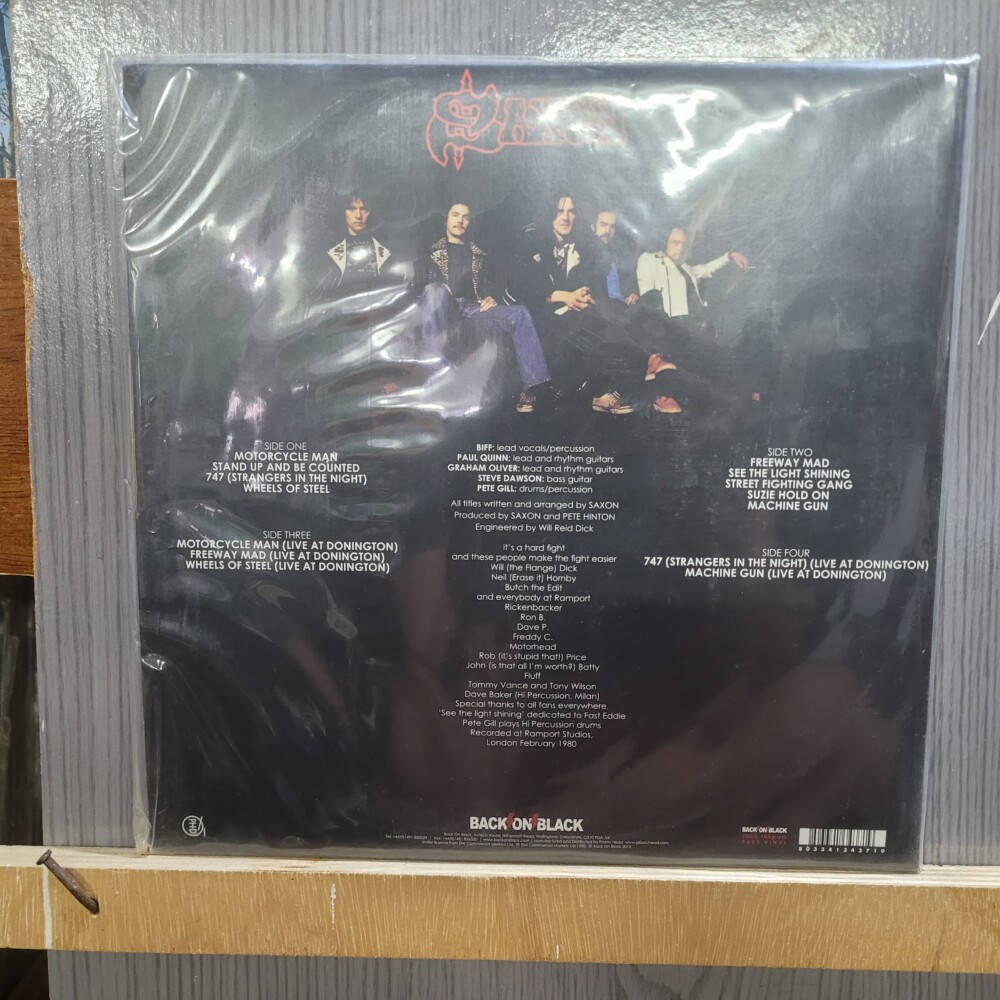 SAXON
SIDE ONE
MOTORCYCLE MAN
STAND UP AND BE COUNTED
747 (STRANGERS IN THE NIGHT)
WHEELS OF STEEL
BIFF: lead vocals/percussion
PAUL QUINN: lead and rhythm guitars
GRAHAM OLIVER: lead and rhythm guitars
STEVE DAWSON: bass guitar
PETE GILL: drums/percussion
All titles written and arranged by SAXON
Produced by SAXON and PETE HINTON
Engineered by Will Reid Dick
SIDE TWO
FREEWAY MAD
SEE THE LIGHT SHINING
STREET FIGHTING GANG
SUZIE HOLD ON
MACHINE GUN
SIDE THREE
MOTORCYCLE MAN (LIVE AT DONINGTON)
FREEWAY MAD (LIVE AT DONINGTON)
WHEELS OF STEEL (LIVE AT DONINGTON)
it's a hard fight
and these people make the fight easier
Will (the Flange) Dick
Neil (Erase it) Hornby
Butch the Edit
and everybody at Ramport
Rickenbacker
Ron B.
Dave P.
Freddy C.
Motorhead
Rob (it's stupid that!) Price
John (is that all I'm worth?) Batty
Fluff
Tommy Vance and Tony Wilson
Dave Baker (Hi Percussion, Milan)
Special thanks to all fans everywhere.
'See the light shining' dedicated to Fast Eddie
Pete Gill plays Hi Percussion drums
Recorded at Ramport Studios,
London February 1980
SIDE FOUR
747 (STRANGERS IN THE NIGHT) (LIVE AT DONINGTON)
MACHINE GUN (LIVE AT DONINGTON)
BACK ON BLACK
BACK ON BLACK
PURE VINYL
803341343719